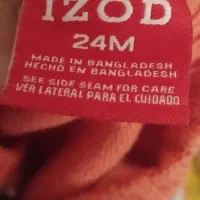 IZOD
24M
MADE IN BANGLADESH
HECHO EN BANGLADESH
SEE SIDE SEAM FOR CARE
VER LATERAL PARA EL CUIDADO